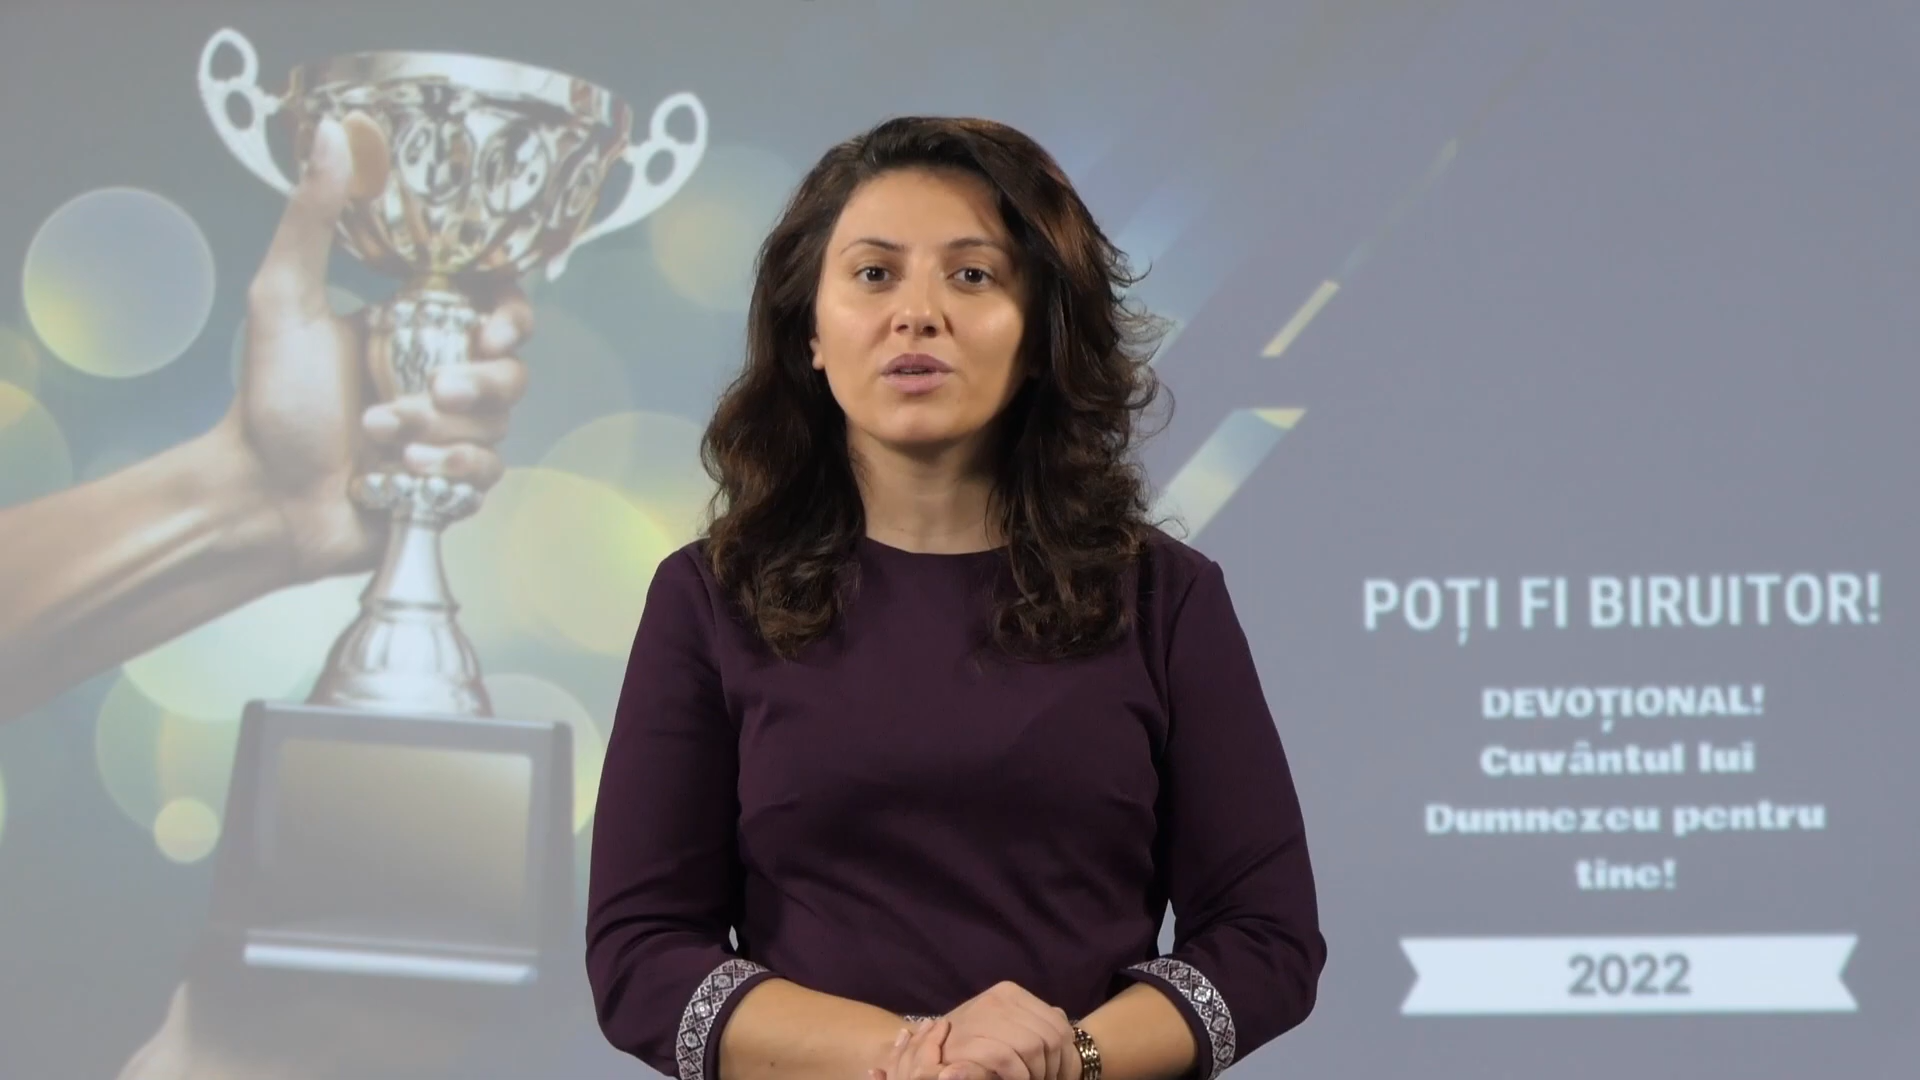 POȚI FI BIRUITOR!
DEVOȚIONAL!
Cuvântul lui
Dumnezeu pentru
tine!
2022